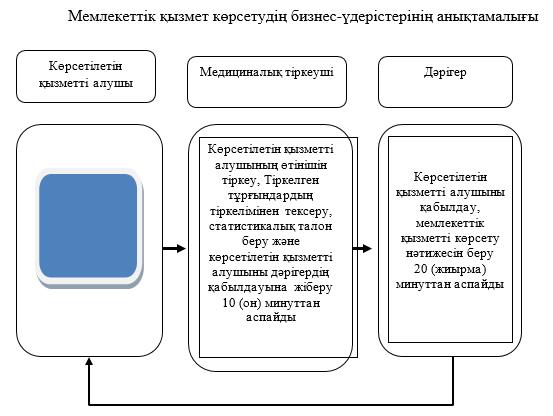 Мемлекеттік қызмет көрсетудің бизнес-үдерістерінің анықтамалығы
Көрсетілетін
қызметті алушы
Медициналық тіркеуші
Дәрігер
Көрсетілетін қызметті
алушының өтінішін
тіркеу, Тіркелген
тұрғындардың
тіркелімінен тексеру,
статистикалық талон
беру және
көрсетілетін қызметті
алушыны дәрігердің
қабылдауына жіберу
10 (он) минуттан
аспайды
Көрсетілетін
қызметті алушыны
қабылдау,
мемлекеттік
қызметті көрсету
нәтижесін беру
20 (жиырма)
минуттан аспайды